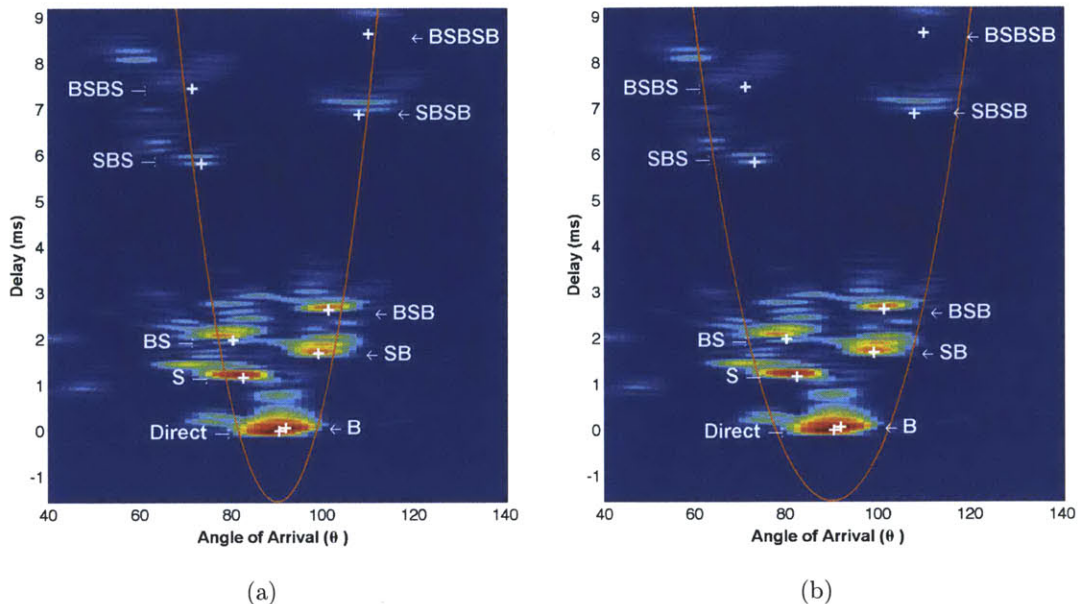 9
8
7
6
5
4
3
2
1
0
-1
Delay (ms)
BSBSB
BSBS
SBSB
SBS
BSB
BS
SB
S
Direct
B
40
60
80
100
120
140
Angle of Arrival (θ )
(a)
9
8
7
6
5
4
3
2
1
0
-1
Delay (ms)
BSBSB
BSBS
SBSB
SBS
BSB
BS
SB
S
Direct
B
40
60
80
100
120
140
Angle of Arrival (θ )
(b)